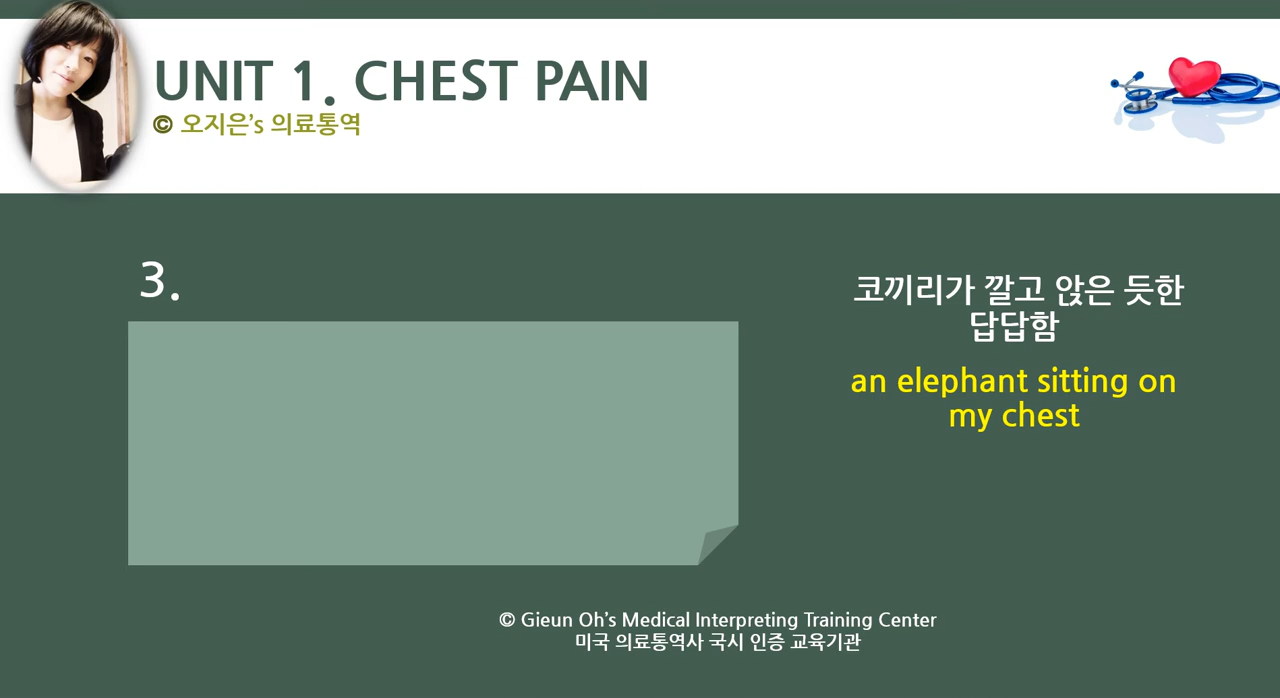 UNIT 1. CHEST PAIN
© 오지은’s 의료통역
3.
코끼리가 깔고 앉은 듯한
답답함
an elephant sitting on
my chest
© Gieun Oh’s Medical Interpreting Training Center
미국 의료통역사 국시 인증 교육기관